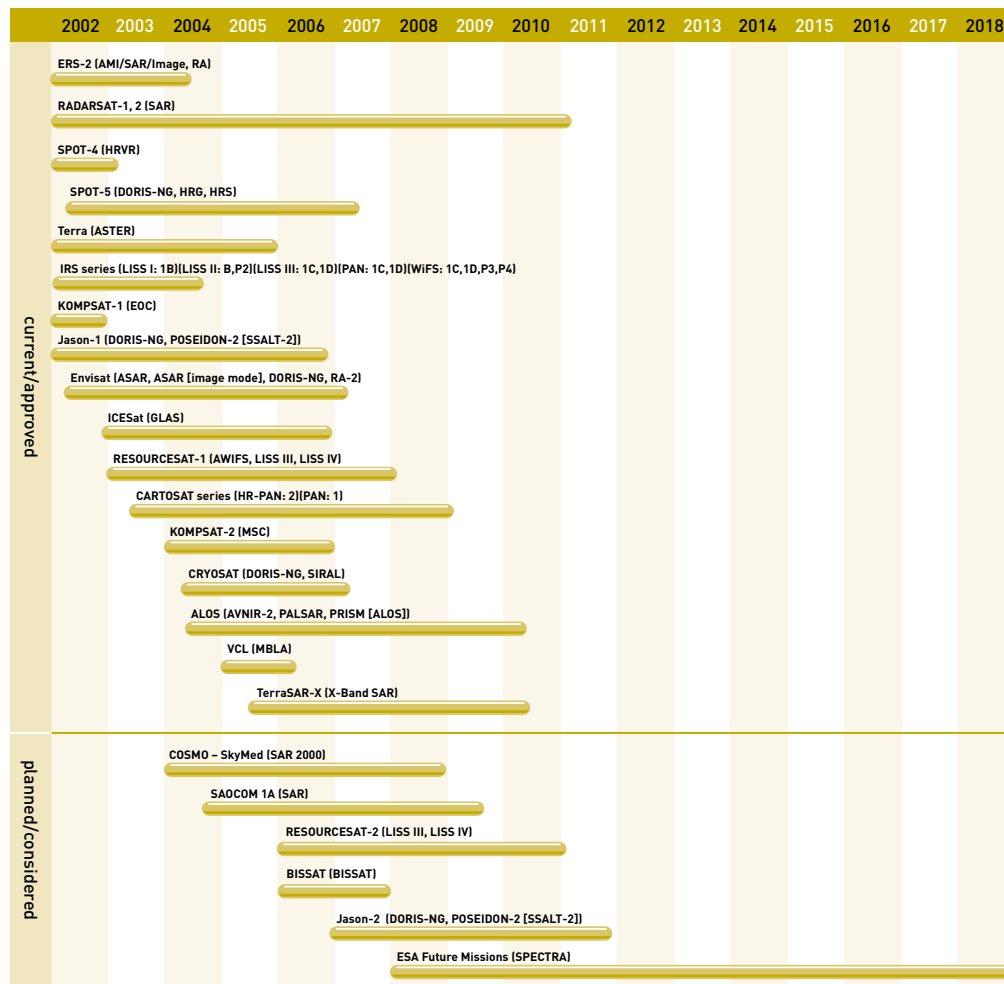 2002 2003 2004 2005 2006 2007 2008 2009 2010 2011 2012 2013 2014 2015 2016 2017 2018
current/approved
ERS-2 (AMI/SAR/Image, RA)
RADARSAT-1, 2 (SAR)
SPOT-4 (HRVR)
SPOT-5 (DORIS-NG, HRG, HRS)
Terra (ASTER)
IRS series (LISS I: 1B)(LISS II: B,P2)(LISS III: 1C,1D)(PAN: 1C,1D)(WiFS: 1C,1D,P3,P4)
KOMPSAT-1 (EOC)
Jason-1 (DORIS-NG, POSEIDON-2 [SSALT-2])
Envisat (ASAR, ASAR [image mode], DORIS-NG, RA-2)
ICESat (GLAS)
RESOURCESAT-1 (AWIFS, LISS III, LISS IV)
CARTOSAT series (HR-PAN: 2)(PAN: 1)
KOMPSAT-2 (MSC)
CRYOSAT (DORIS-NG, SIRAL)
ALOS (AVNIR-2, PALSAR, PRISM [ALOS])
VCL (MBLA)
TerraSAR-X (X-Band SAR)
planned/considered
COSMO – SkyMed (SAR 2000)
SAOCOM 1A (SAR)
RESOURCESAT-2 (LISS III, LISS IV)
BISSAT (BISSAT)
Jason-2 (DORIS-NG, POSEIDON-2 [SSALT-2])
ESA Future Missions (SPECTRA)